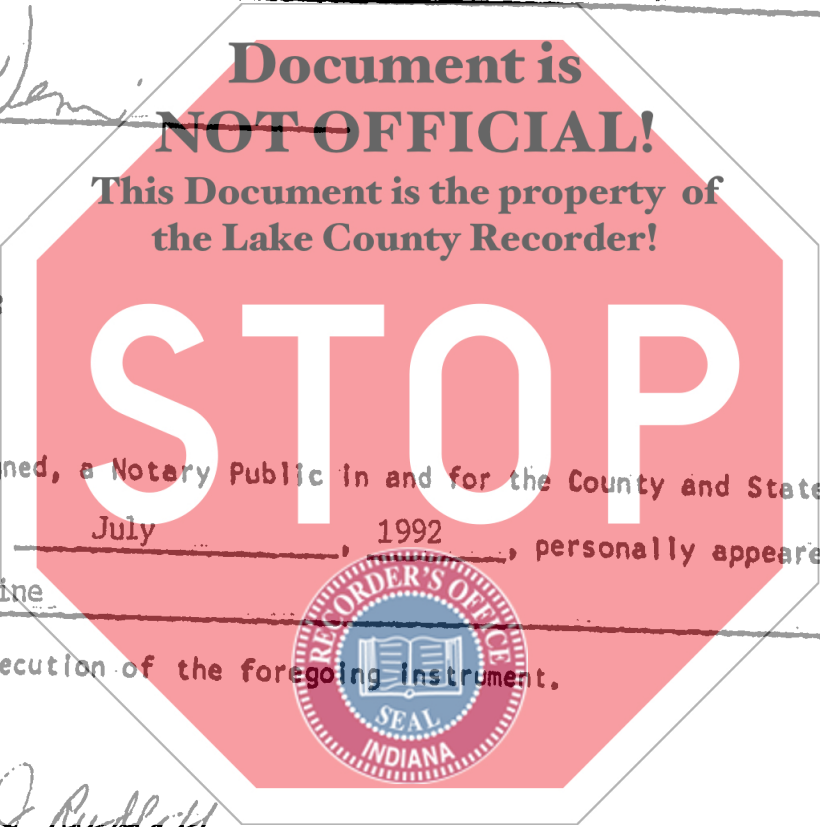 Document is
NOT OFFICIAL!
This Document is the property of
the Lake County Recorder!
STOP
ned, a Notary Public in and for the County and State
July, 1992, personally appeare
ine
ecution of the foregoing instrument.
RECORDER'S OFFICE
SEAL
INDIANA